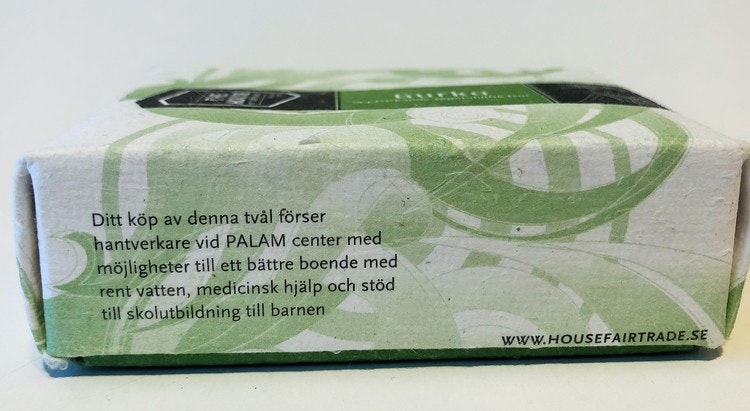 Gurka
Ditt köp av denna tvål förser
hantverkare vid PALAM center med
möjligheter till ett bättre boende med
rent vatten, medicinsk hjälp och stöd
till skolutbildning till barnen
WWW.HOUSEFAIRTRADE.SE